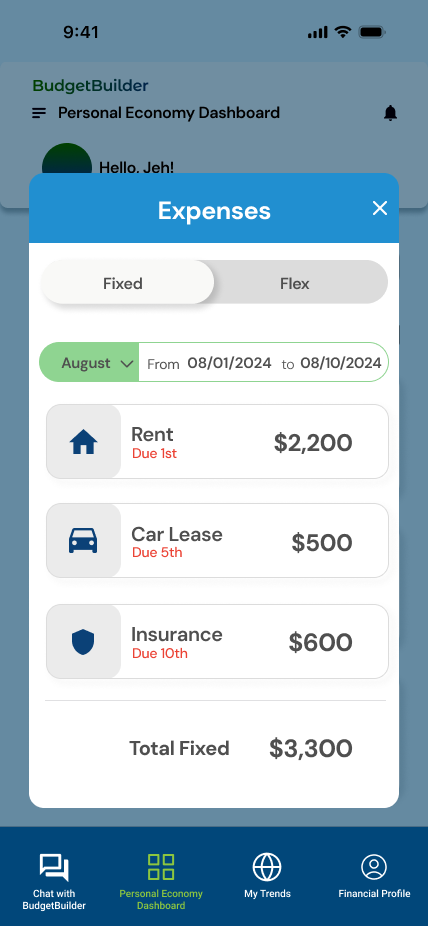 9:41
BudgetBuilder
Personal Economy Dashboard
Hello, Jeh!
Expenses
Fixed Flex
August From 08/01/2024 to 08/10/2024
Rent $2,200
Due 1st
Car Lease $500
Due 5th
Insurance $600
Due 10th
Total Fixed $3,300
Chat with Personal Economy My Trends Financial Profile
BudgetBuilder Dashboard